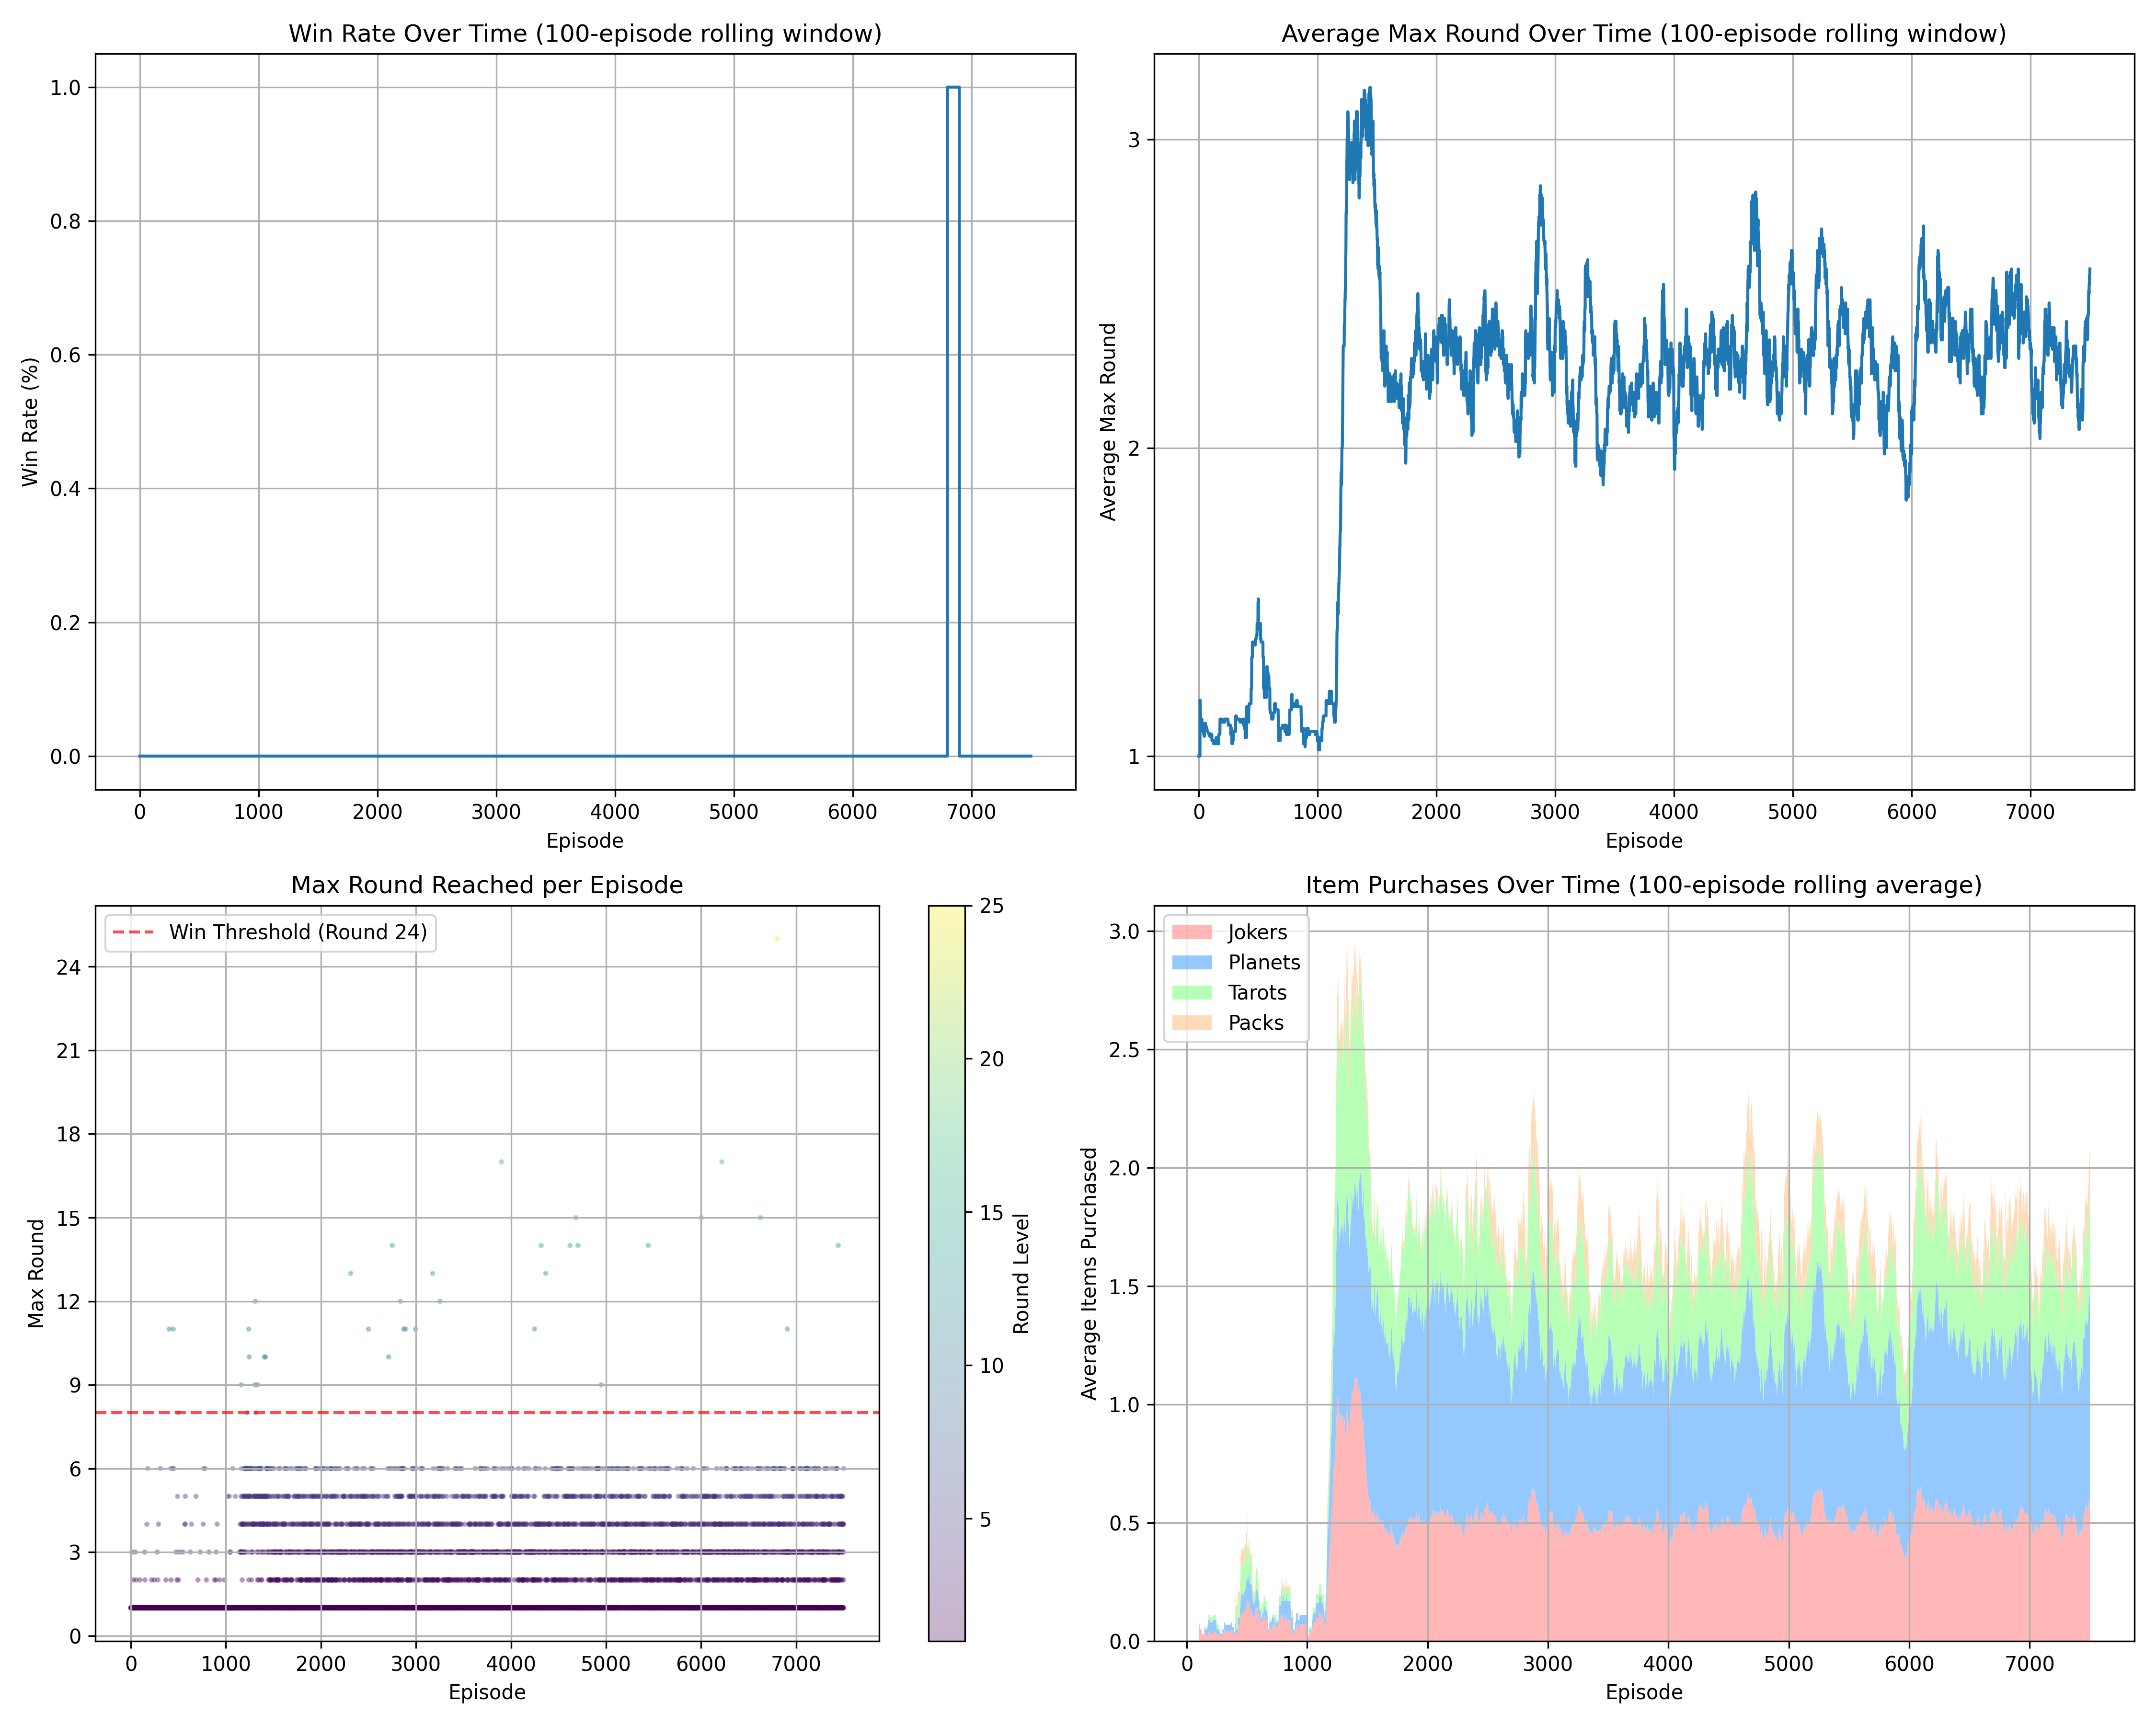 Win Rate Over Time (100-episode rolling window)
1.0
0.8
0.6
0.4
0.2
0.0
Win Rate (%)
0 1000 2000 3000 4000 5000 6000 7000
Episode
Average Max Round Over Time (100-episode rolling window)
3
2
1
Average Max Round
0 1000 2000 3000 4000 5000 6000 7000
Episode
Max Round Reached per Episode
Win Threshold (Round 24)
24
21
18
15
12
9
6
3
0
Max Round
0 1000 2000 3000 4000 5000 6000 7000
Episode
25
20
15
10
5
Round Level
Item Purchases Over Time (100-episode rolling average)
Jokers
Planets
Tarots
Packs
3.0
2.5
2.0
1.5
1.0
0.5
0.0
Average Items Purchased
0 1000 2000 3000 4000 5000 6000 7000
Episode